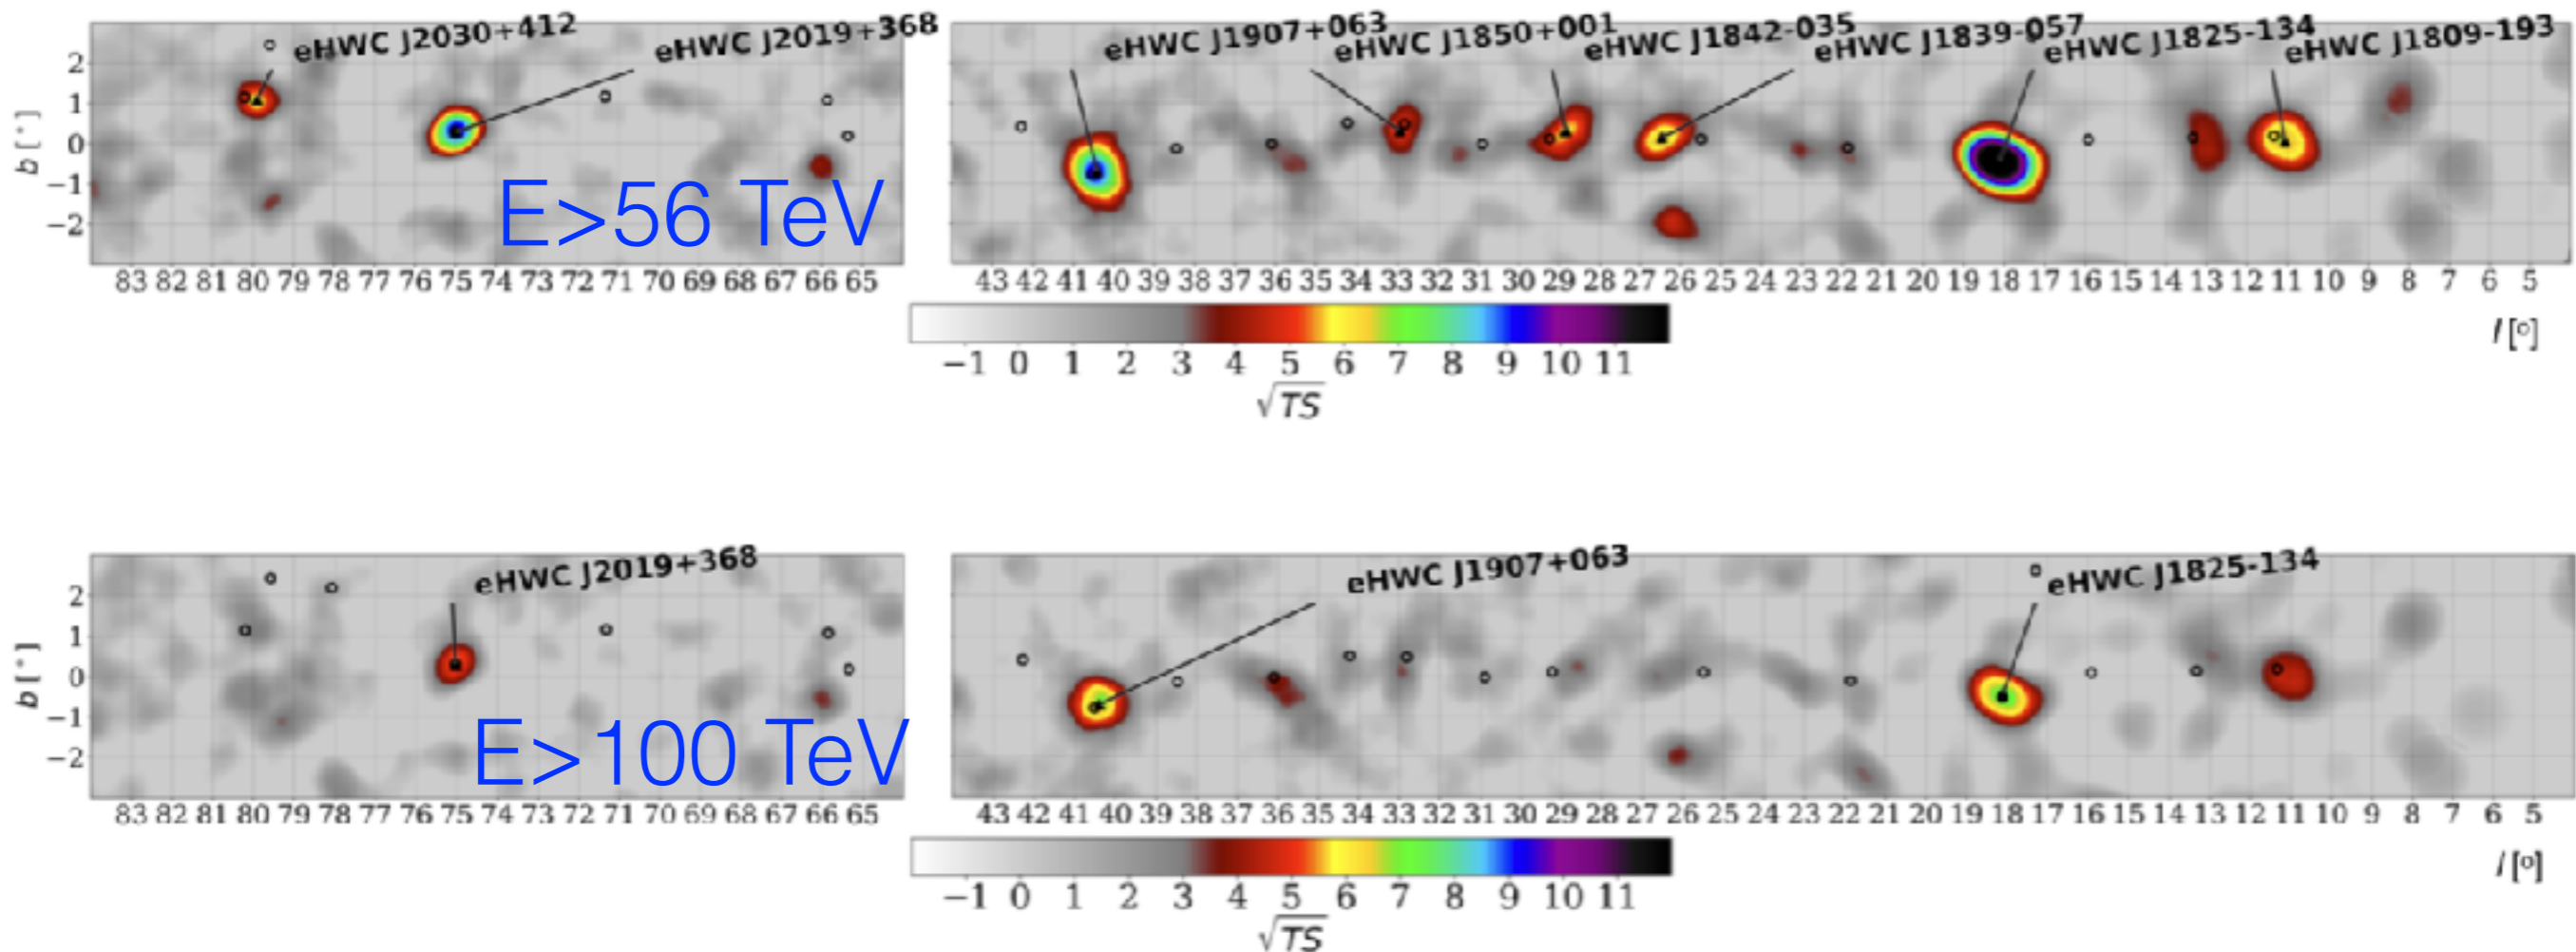 eHWC J2030+412
eHWC J2019+368
eHWC J1907+063
eHWC J1850+001
eHWC J1842-035
eHWC J1839-057
eHWC J1825-134
eHWC J1809-193
b [°]
2
1
0
−1
−2
E>56 TeV
83 82 81 80 79 78 77 76 75 74 73 72 71 70 69 68 67 66 65
43 42 41 40 39 38 37 36 35 34 33 32 31 30 29 28 27 26 25 24 23 22 21 20 19 18 17 16 15 14 13 12 11 10 9 8 7 6 5
l [°]
−1 0 1 2 3 4 5 6 7 8 9 10 11
√TS
eHWC J2019+368
eHWC J1907+063
eHWC J1825-134
b [°]
2
1
0
−1
−2
E>100 TeV
83 82 81 80 79 78 77 76 75 74 73 72 71 70 69 68 67 66 65
43 42 41 40 39 38 37 36 35 34 33 32 31 30 29 28 27 26 25 24 23 22 21 20 19 18 17 16 15 14 13 12 11 10 9 8 7 6 5
l [°]
−1 0 1 2 3 4 5 6 7 8 9 10 11
√TS